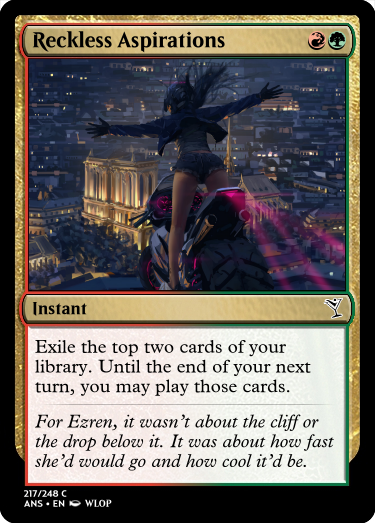 Reckless Aspirations
Instant
Exile the top two cards of your
library. Until the end of your next
turn, you may play those cards.
For Ezren, it wasn't about the cliff or
the drop below it. It was about how fast
she'd would go and how cool it'd be.
217/248 C
ANS • EN WLOP